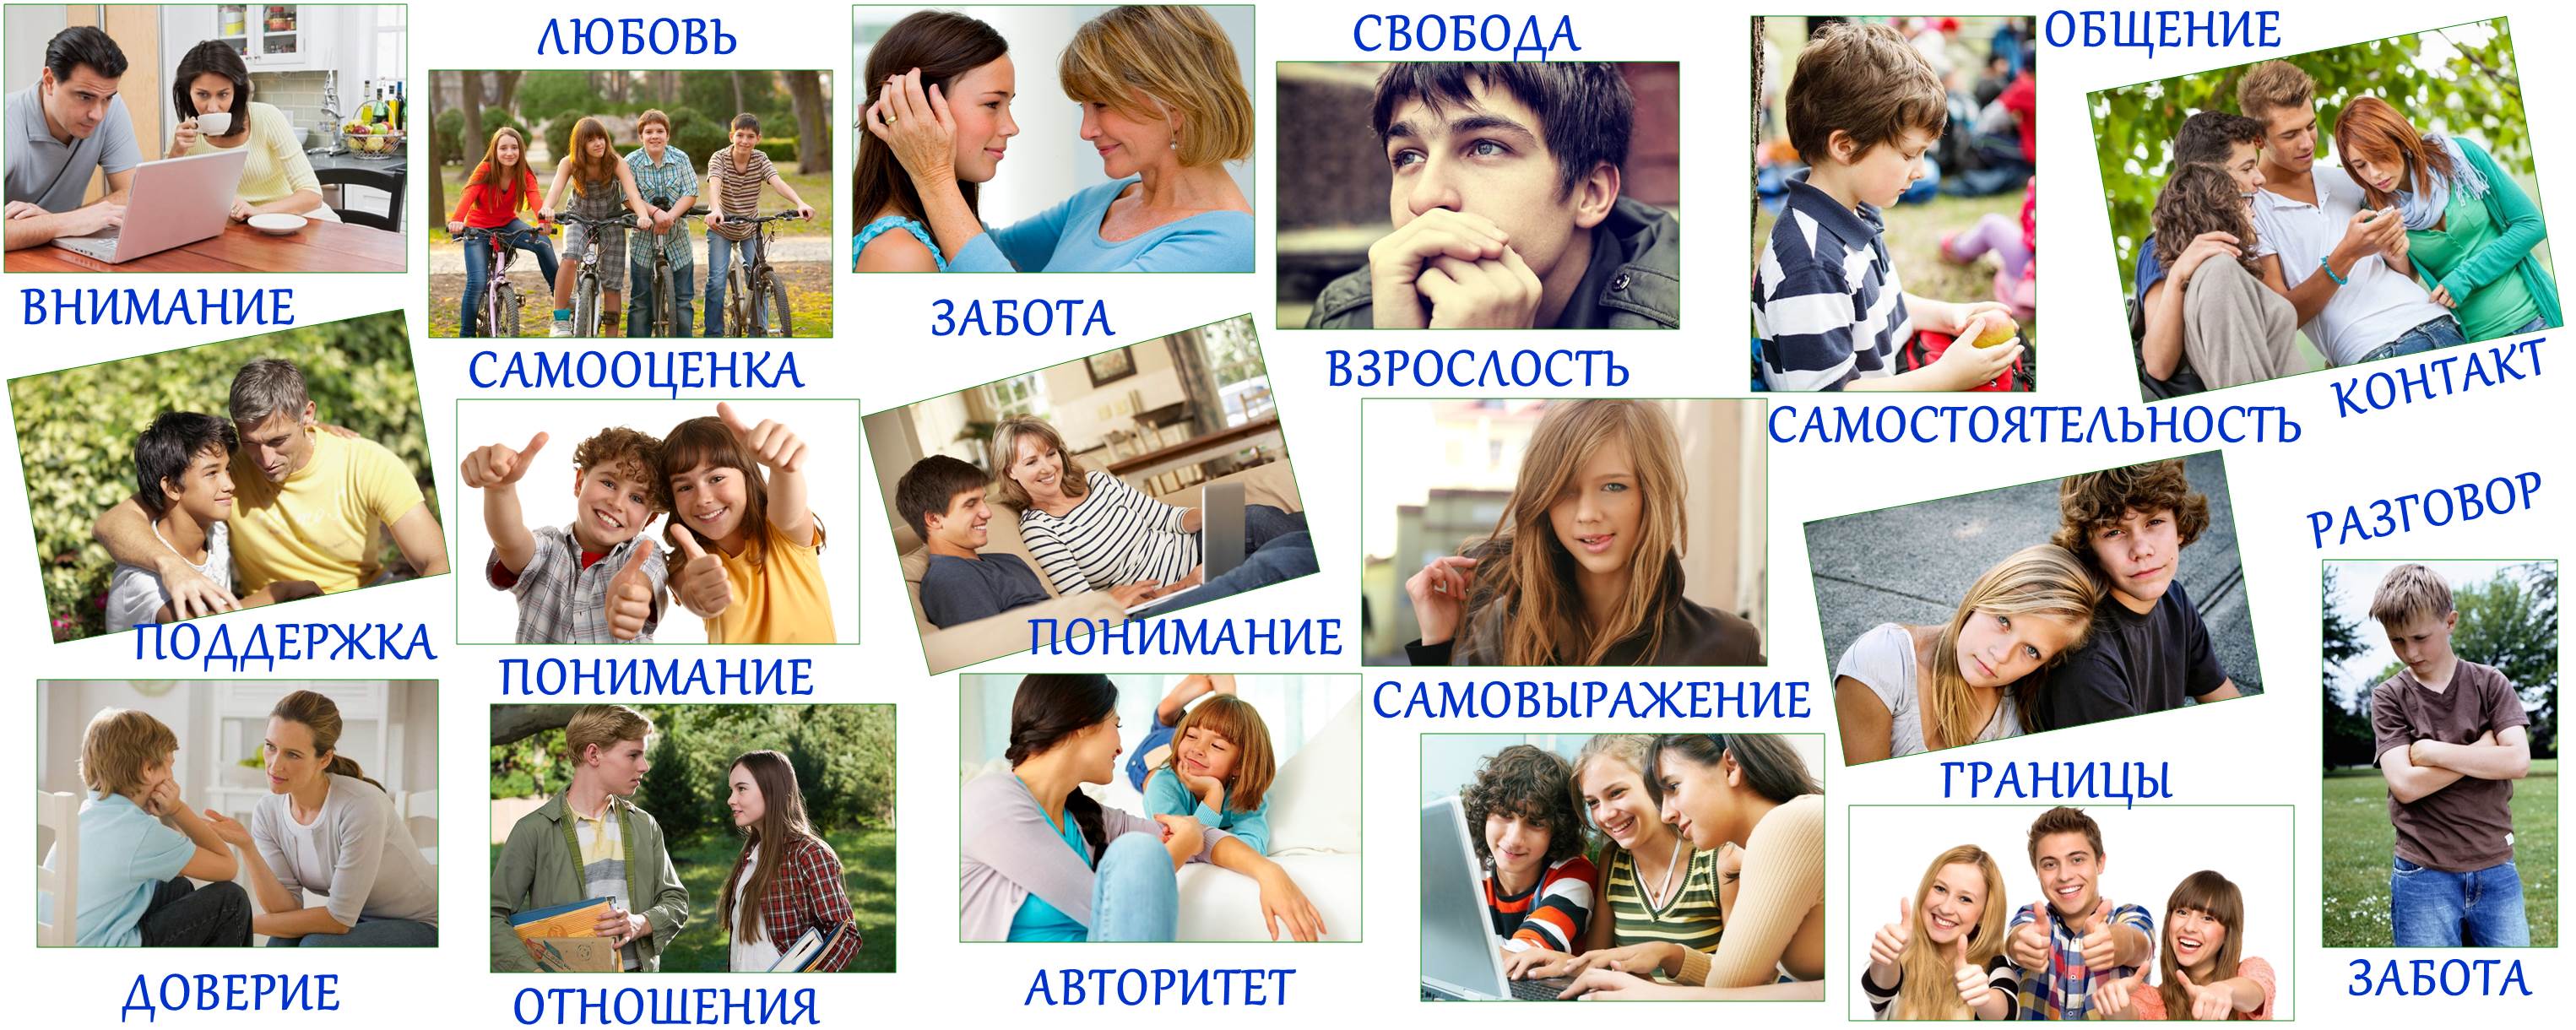 ЛЮБОВЬ
СВОБОДА
ОБЩЕНИЕ
ВНИМАНИЕ
ЗАБОТА
САМООЦЕНКА
ВЗРОСЛОСТЬ
КОНТАКТ
САМОСТОЯТЕЛЬНОСТЬ
РАЗГОВОР
ПОДДЕРЖКА
ПОНИМАНИЕ
ПОНИМАНИЕ
САМОВЫРАЖЕНИЕ
ГРАНИЦЫ
ДОВЕРИЕ
ОТНОШЕНИЯ
АВТОРИТЕТ
ЗАБОТА